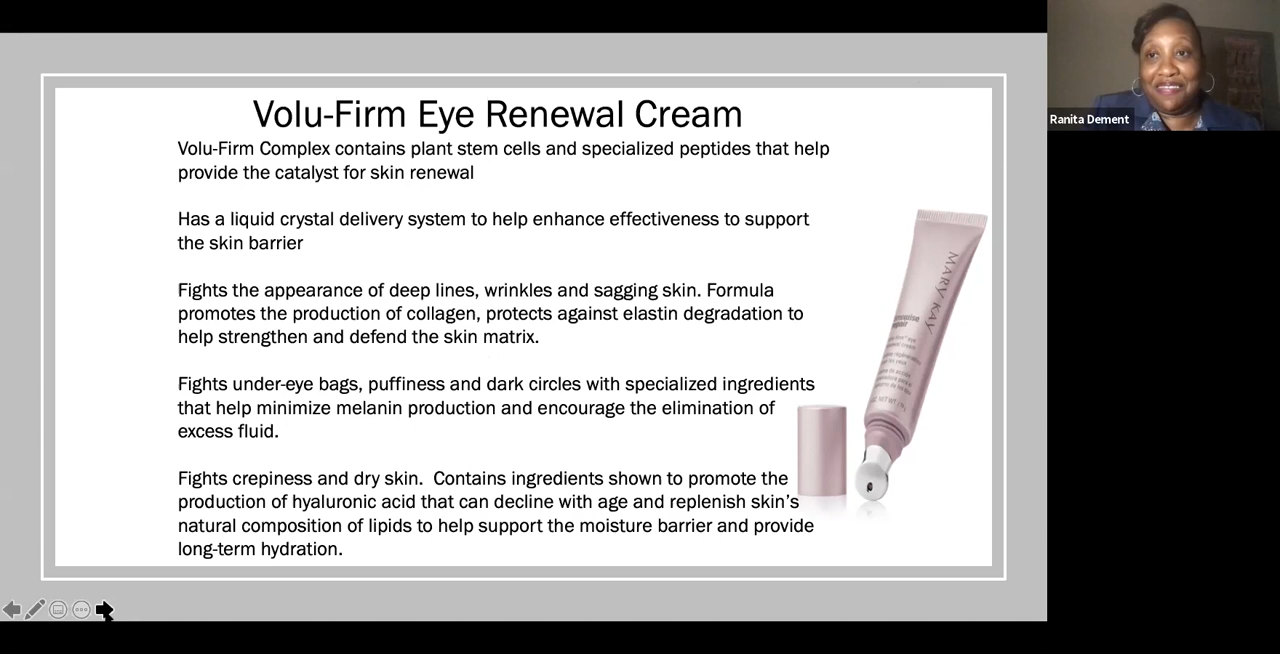 Volu-Firm Eye Renewal Cream
Volu-Firm Complex contains plant stem cells and specialized peptides that help
provide the catalyst for skin renewal
Has a liquid crystal delivery system to help enhance effectiveness to support
the skin barrier
Fights the appearance of deep lines, wrinkles and sagging skin. Formula
promotes the production of collagen, protects against elastin degradation to
help strengthen and defend the skin matrix.
Fights under-eye bags, puffiness and dark circles with specialized ingredients
that help minimize melanin production and encourage the elimination of
excess fluid.
Fights crepiness and dry skin.  Contains ingredients shown to promote the
production of hyaluronic acid that can decline with age and replenish skin's
natural composition of lipids to help support the moisture barrier and provide
long-term hydration.
MARY KAY
Ranita Dement